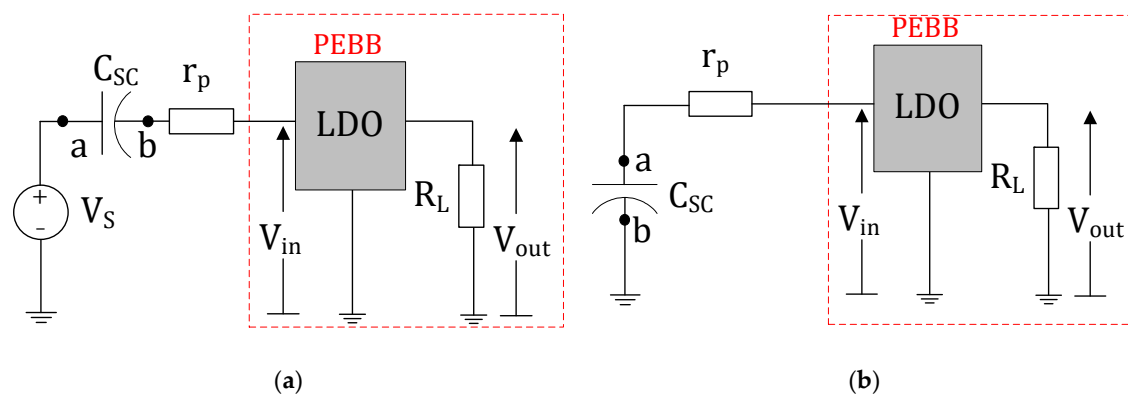 PEBB
C_SC
r_p
LDO
a
b
+
-
V_S
V_in
R_L
V_out
(a)
PEBB
r_p
LDO
a
C_SC
b
V_in
R_L
V_out
(b)